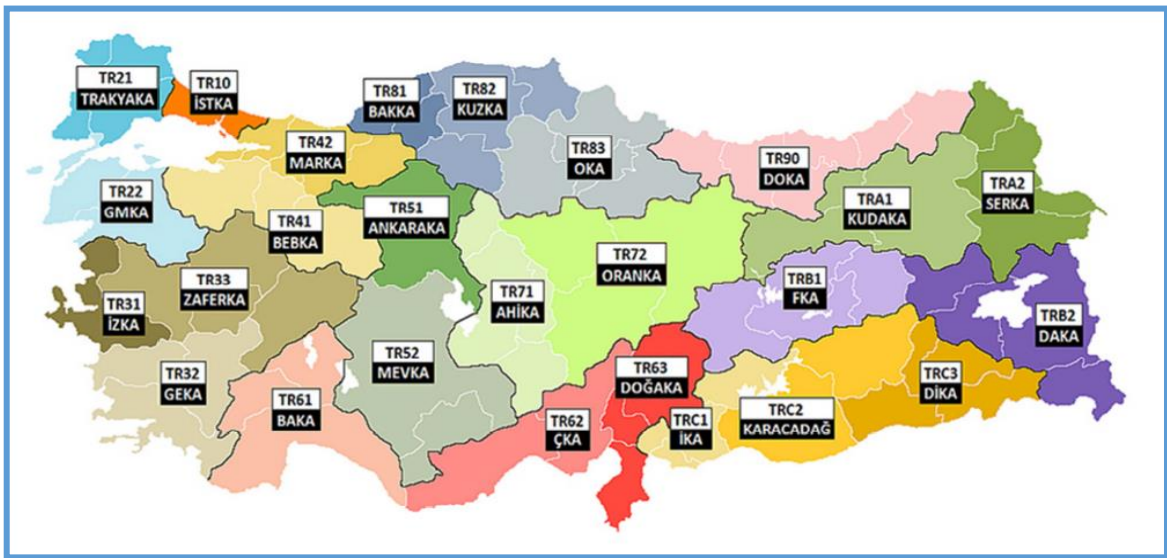 TR21
TRAKYAKA
TR10
İSTKA
TR81
BAKKA
TR82
KUZKA
TR42
MARKA
TR83
OKA
TR90
DOKA
TR22
GMKA
TR41
BEBKA
TR51
ANKARAKA
TRA1
KUDAKA
TRA2
SERKA
TR33
ZAFERKA
TR72
ORANKA
TR31
İZKA
TR71
AHİKA
TRB1
FKA
TRB2
DAKA
TR32
GEKA
TR52
MEVKA
TR63
DOĞAKA
TRC3
DİKA
TR61
BAKA
TR62
ÇKA
TRC1
İKA
TRC2
KARACADAĞ